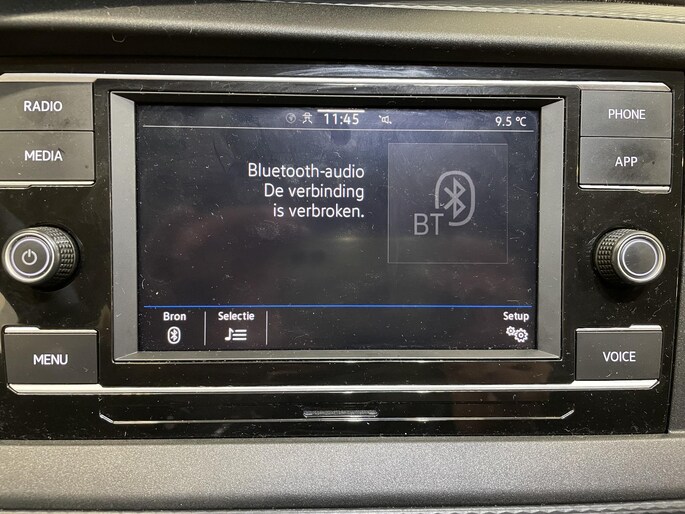 RADIO
MEDIA
MENU
11:45
9.5 °C
Bluetooth-audio
De verbinding
is verbroken.
BT
Bron
Selectie
Setup
PHONE
APP
VOICE